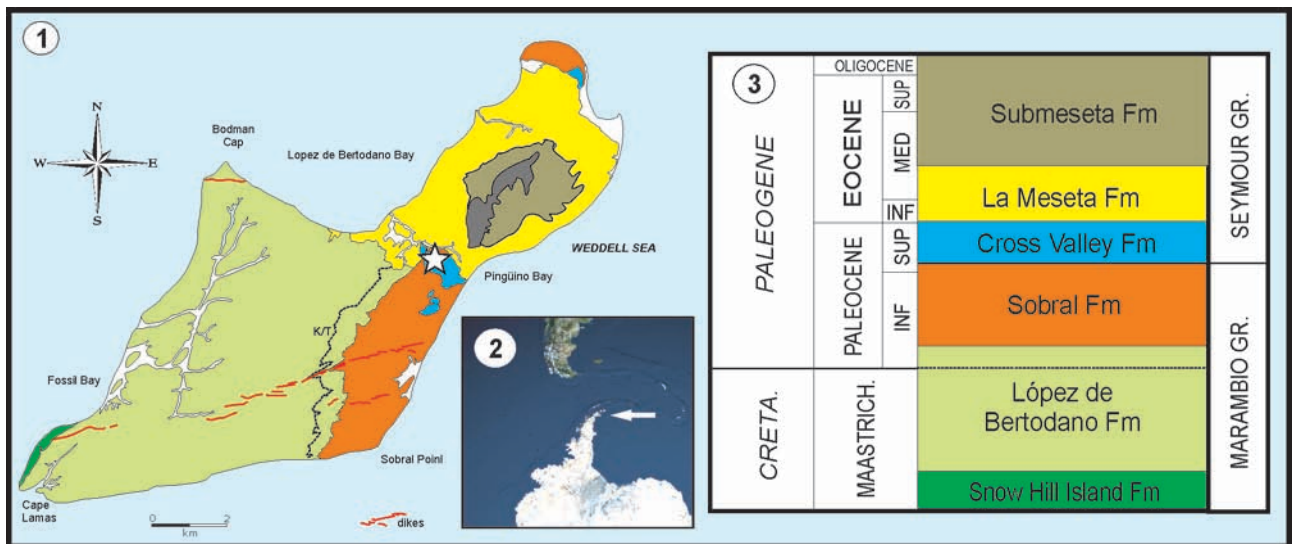 1
N
W
E
S
Bodman
Cap
Lopez de Bertodano Bay
WEDDELL SEA
Pingüino Bay
K/T
Fossil Bay
Sobral Poinl
Cape
Lamas
0
2
km
dikes
2
3
OLIGOCENE
PALEOGENE
EOCENE
SUP
MED
INF
PALEOCENE
SUP
INF
CRETA.
MAASTRICH.
Submeseta Fm
La Meseta Fm
Cross Valley Fm
Sobral Fm
López de
Bertodano Fm
Snow Hill Island Fm
SEYMOUR GR.
MARAMBIO GR.